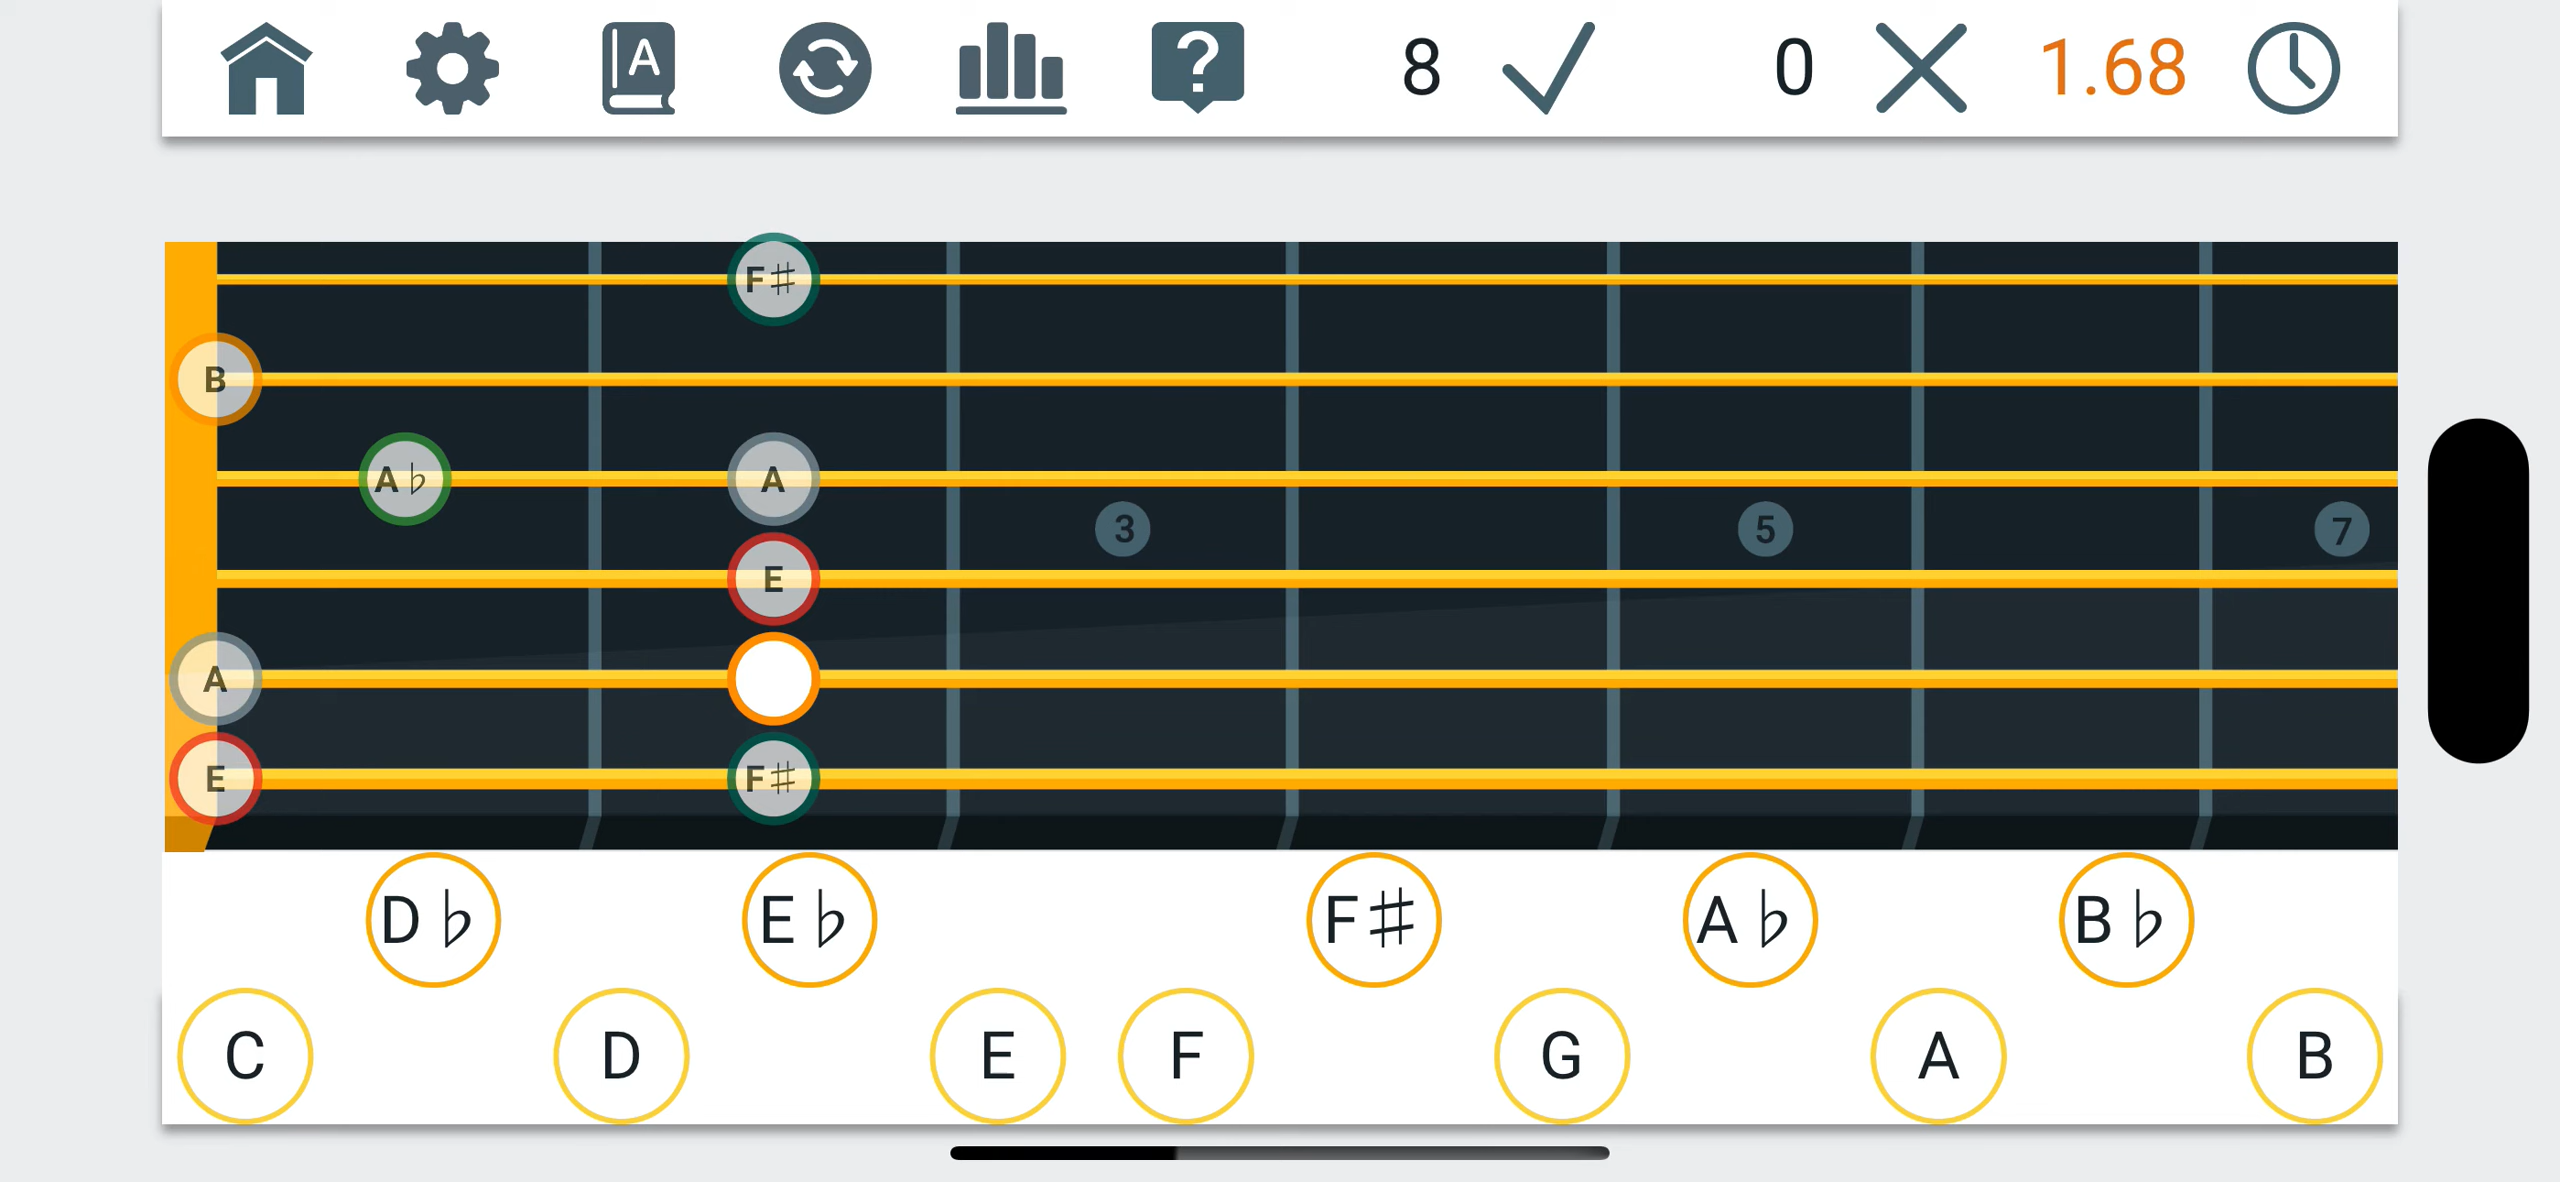 A ? 8 0 1.68
F♯
B
A♭ A
3 5 7
E
A
E F♯
D♭ E♭ F♯ A♭ B♭
C D E F G A B